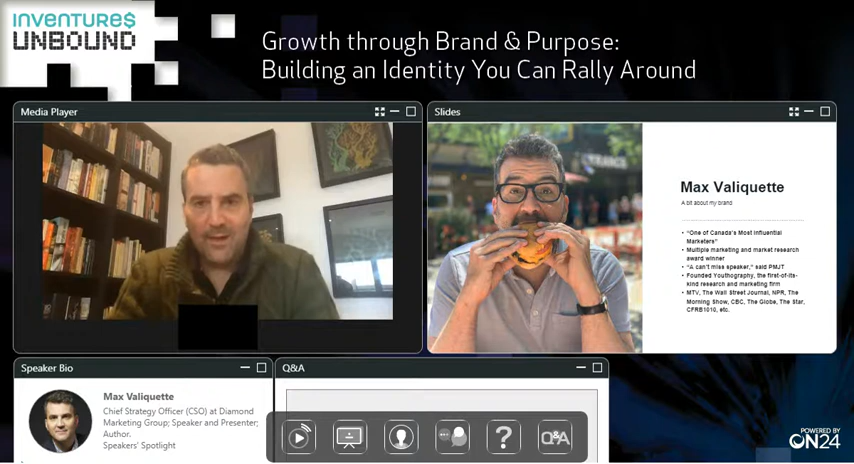 INVENTURE$
UNBOUND
Growth through Brand & Purpose:
Building an Identity You Can Rally Around
Media Player
Slides
Max Valiquette
A bit about my brand
• "One of Canada's Most Influential
Marketers"
• Multiple marketing and market research
award winner
• "A can't miss speaker," said PMJT
• Founded Youthography, the first-of-its-
kind research and marketing firm
• MTV, The Wall Street Journal, NPR, The
Morning Show, CBC, The Globe, The Star,
CFRB1010, etc.
Speaker Bio
Q&A
Max Valiquette
Chief Strategy Officer (CSO) at Diamond
Marketing Group; Speaker and Presenter;
Author.
Speakers' Spotlight
?
Q&A
POWERED BY
ON24